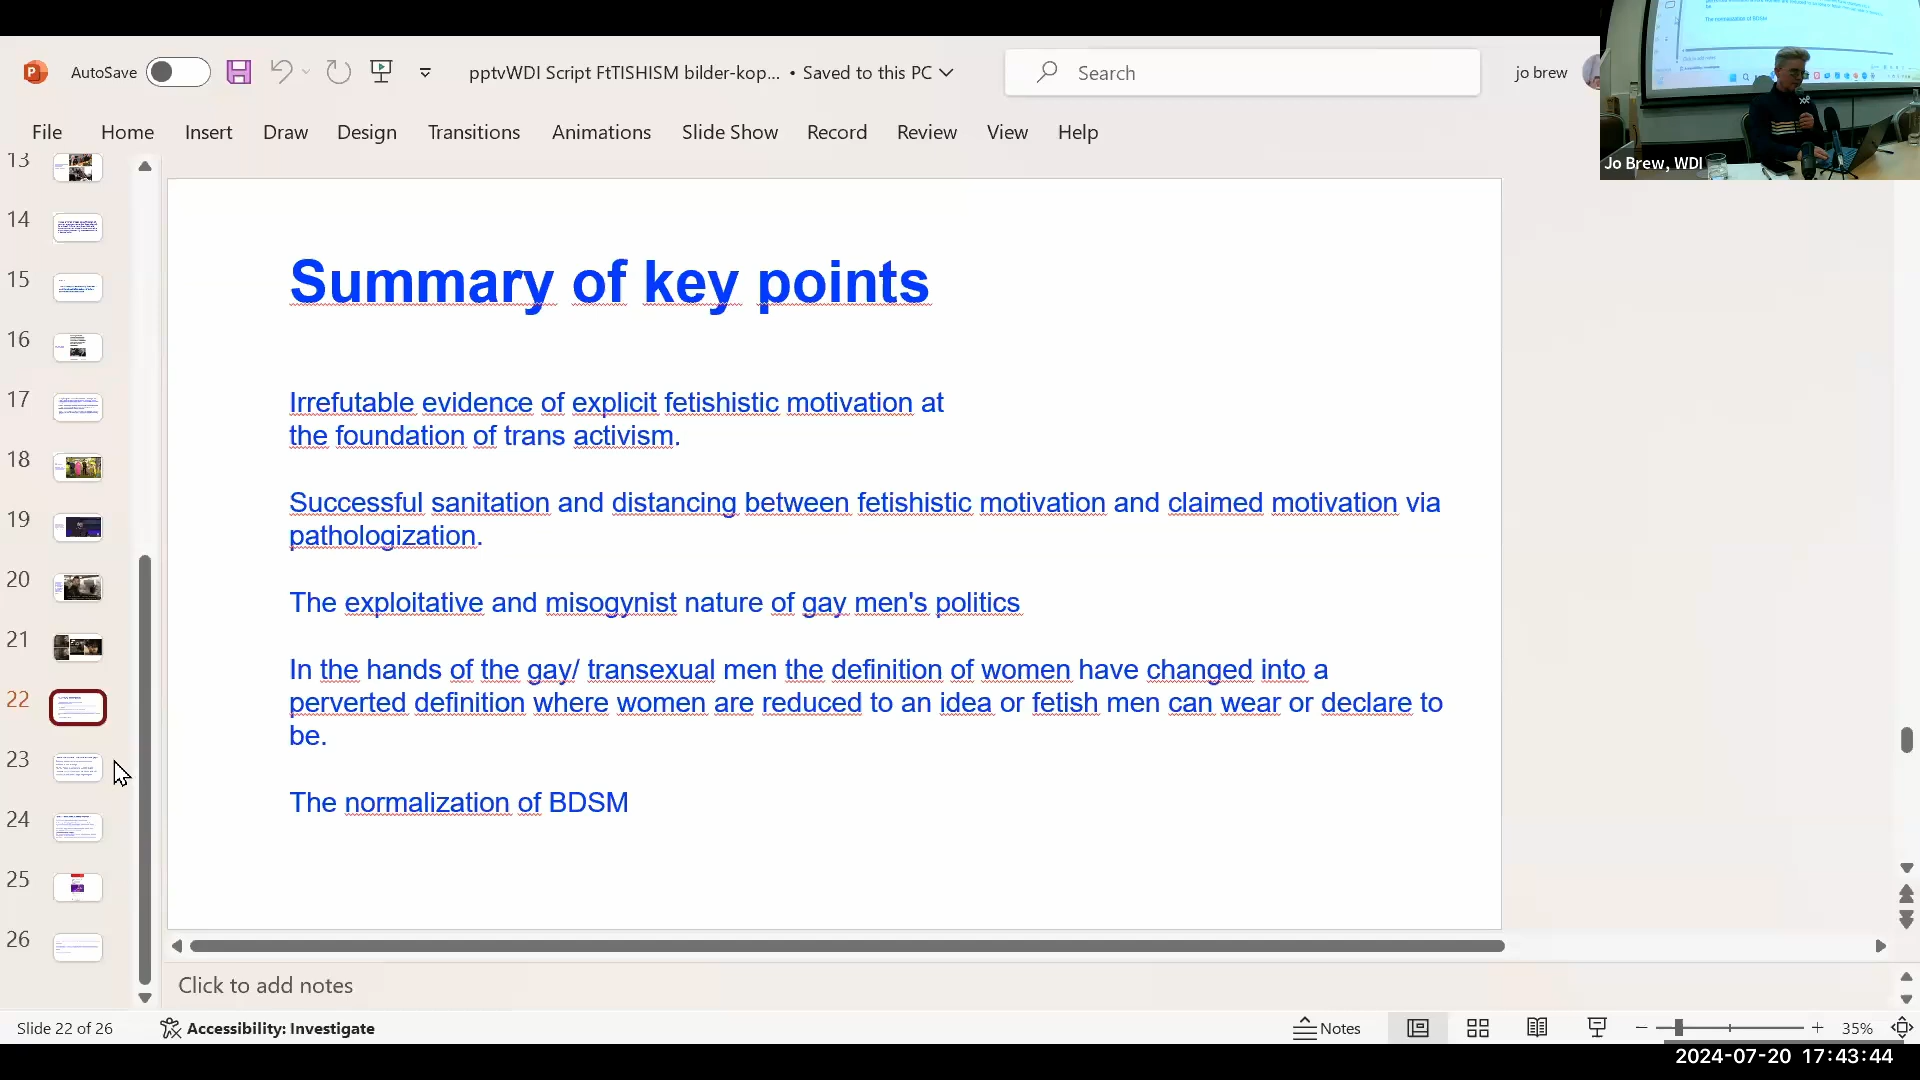 AutoSave
pptvWDI Script FtTISHISM bilder-kop... • Saved to this PC
Search
jo brew
The normalization of BDSM
Jo Brew, WDI
File Home Insert Draw Design Transitions Animations Slide Show Record Review View Help
13
14
15
16
17
18
19
20
21
22
23
24
25
26
Summary of key points
Irrefutable evidence of explicit fetishistic motivation at
the foundation of trans activism.
Successful sanitation and distancing between fetishistic motivation and claimed motivation via
pathologization.
The exploitative and misogynist nature of gay men's politics
In the hands of the gay/ transexual men the definition of women have changed into a
perverted definition where women are reduced to an idea or fetish men can wear or declare to
be.
The normalization of BDSM
Click to add notes
Slide 22 of 26
Accessibility: Investigate
Notes
35%
2024-07-20 17:43:44